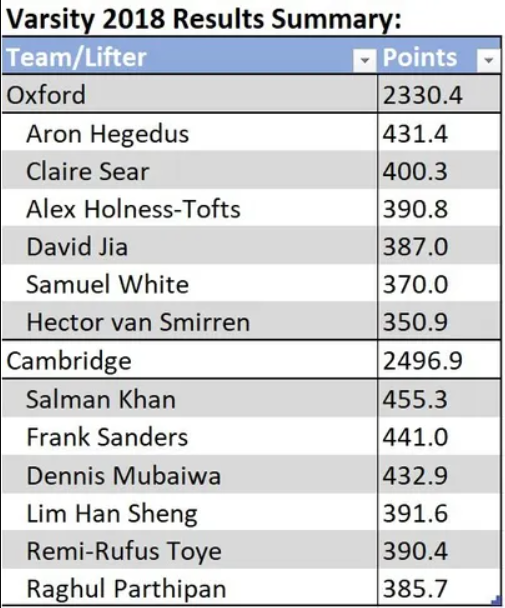 Varsity 2018 Results Summary:
Team/Lifter Points
Oxford 2330.4
Aron Hegedus 431.4
Claire Sear 400.3
Alex Holness-Tofts 390.8
David Jia 387.0
Samuel White 370.0
Hector van Smirren 350.9
Cambridge 2496.9
Salman Khan 455.3
Frank Sanders 441.0
Dennis Mubaiwa 432.9
Lim Han Sheng 391.6
Remi-Rufus Toye 390.4
Raghul Parthipan 385.7